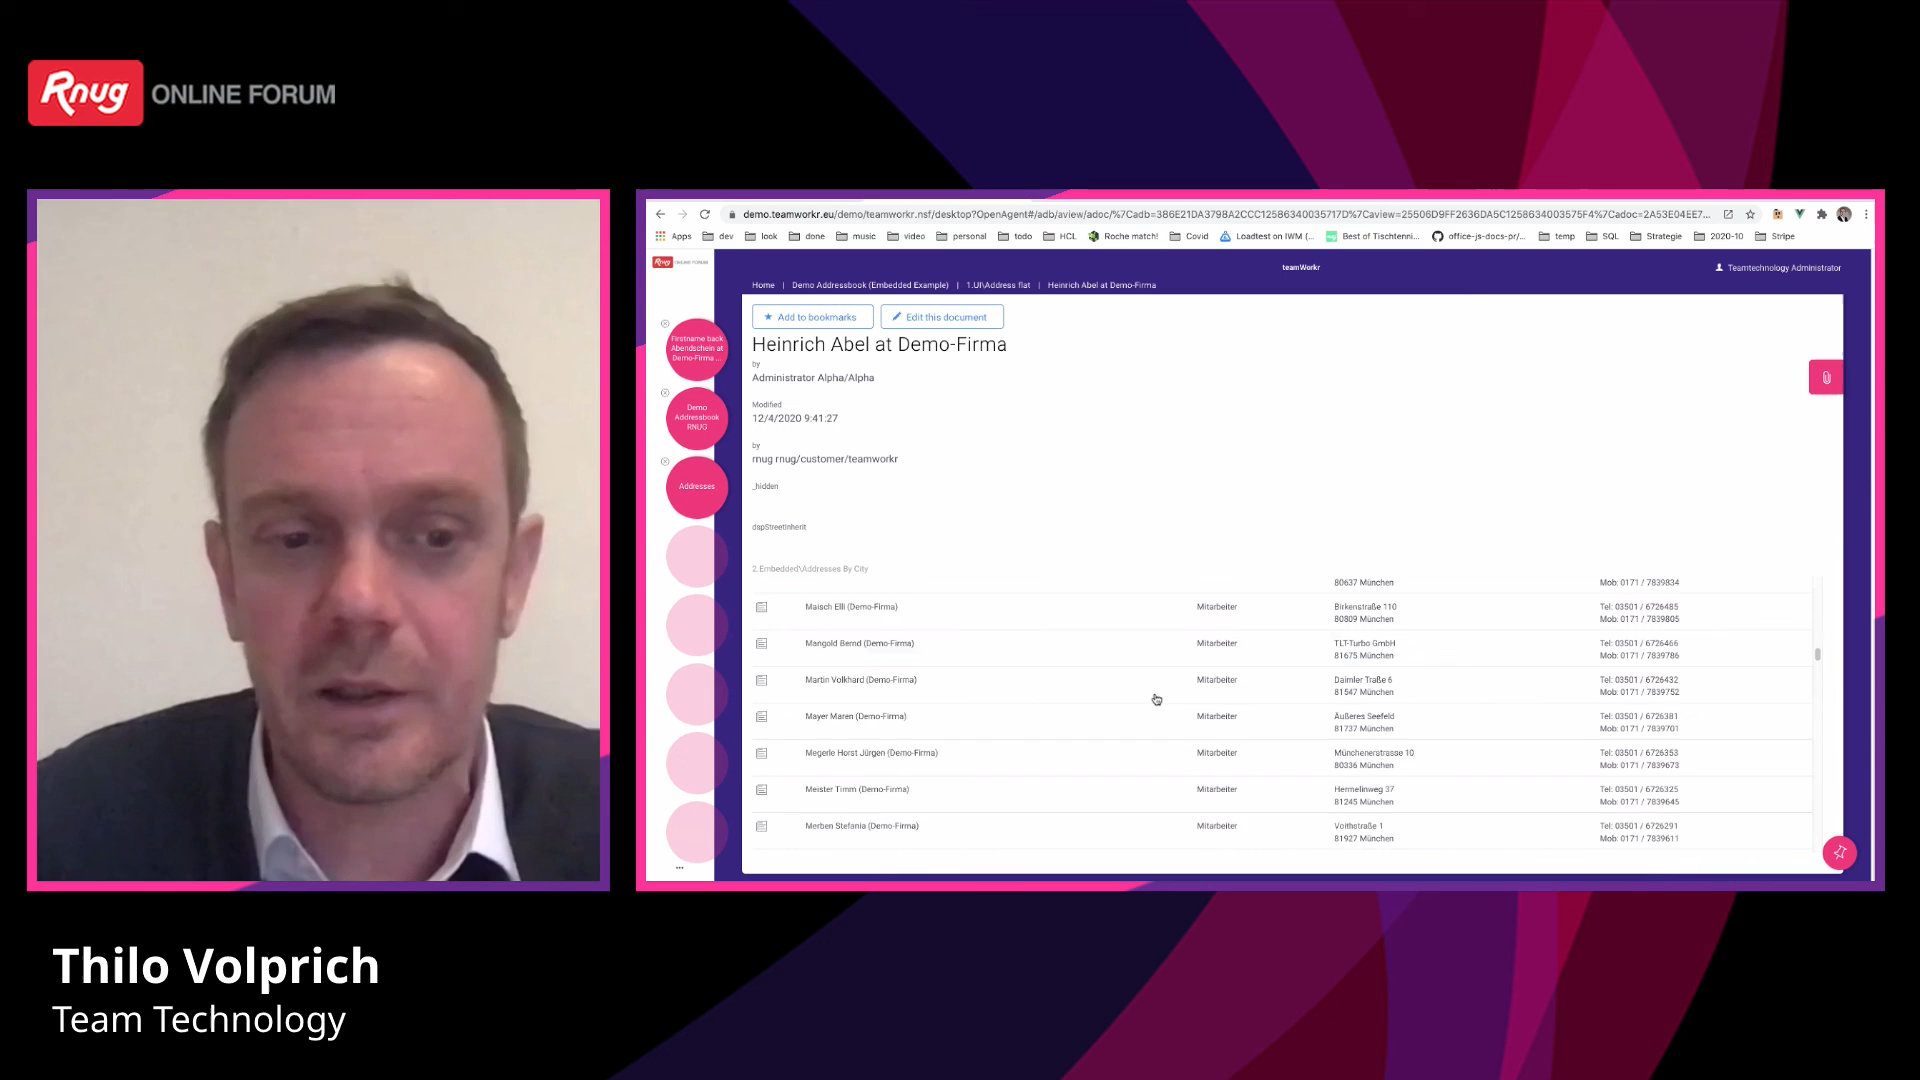 Rnug ONLINE FORUM
demo.teamworkr.eu/demo/teamworkr.nsf/desktop?OpenAgent#/adb/aview/adoc/%7Cadb=386E21DA3798A2CCC12586340035717D%7Caview=25506D9FF2636DA5C1258634003575F4%7Cadoc=2A53E04EE7...
Apps dev look done music video personal todo HCL Roche match! Covid Loadtest on IWM (... Best of Tischtenni... office-js-docs-pr/... temp SQL Strategie 2020-10 Stripe
Rnug ONLINE FORUM
teamWorkr
Teamtechnology Administrator
Home | Demo Addressbook (Embedded Example) | 1.UI\Address flat | Heinrich Abel at Demo-Firma
Add to bookmarks Edit this document
Firstname back
Abendschein at
Demo-Firma ...
Demo
Addressbook
RNUG
Addresses
...
Heinrich Abel at Demo-Firma
by
Administrator Alpha/Alpha
Modified
12/4/2020 9:41:27
by
rnug rnug/customer/teamworkr
_hidden
dspStreetInherit
2.Embedded\Addresses By City
80637 München Mob: 0171 / 7839834
Maisch Elli (Demo-Firma) Mitarbeiter Birkenstraße 110 Tel: 03501 / 6726485
80809 München Mob: 0171 / 7839805
Mangold Bernd (Demo-Firma) Mitarbeiter TLT-Turbo GmbH Tel: 03501 / 6726466
81675 München Mob: 0171 / 7839786
Martin Volkhard (Demo-Firma) Mitarbeiter Daimler Traße 6 Tel: 03501 / 6726432
81547 München Mob: 0171 / 7839752
Mayer Maren (Demo-Firma) Mitarbeiter Äußeres Seefeld Tel: 03501 / 6726381
81737 München Mob: 0171 / 7839701
Megerle Horst Jürgen (Demo-Firma) Mitarbeiter Münchenerstrasse 10 Tel: 03501 / 6726353
80336 München Mob: 0171 / 7839673
Meister Timm (Demo-Firma) Mitarbeiter Hermelinweg 37 Tel: 03501 / 6726325
81245 München Mob: 0171 / 7839645
Merben Stefania (Demo-Firma) Mitarbeiter Voithstraße 1 Tel: 03501 / 6726291
81927 München Mob: 0171 / 7839611
Thilo Volprich
Team Technology